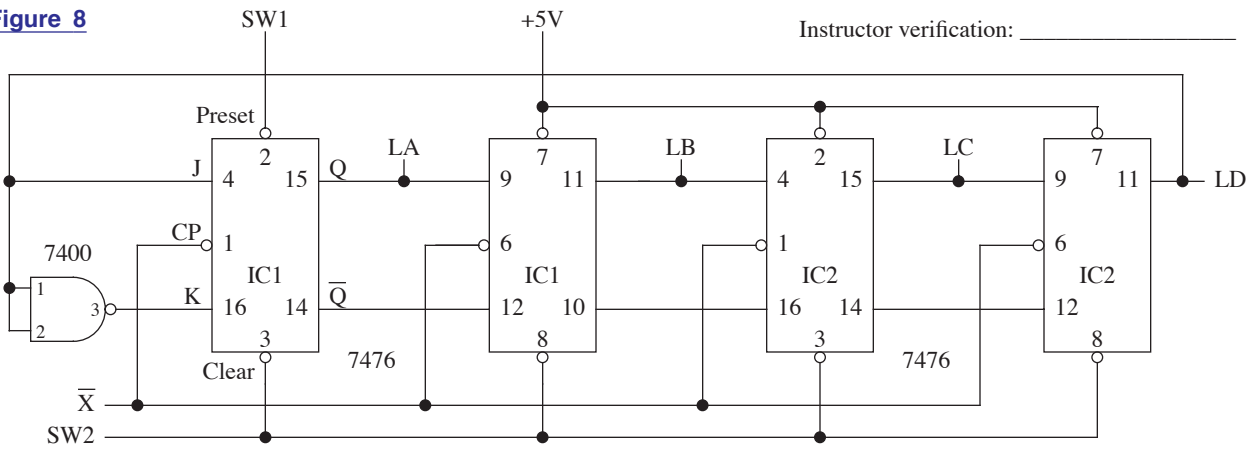 Figure 8
SW1
+5V
Instructor verification: __________________
Preset
2
7
2
7
J
4
15
Q
LA
9
11
LB
4
15
LC
9
11
LD
7400
CP
1
6
1
6
1
2
3
K
IC1
IC1
IC2
IC2
16
14
Q̅
12
10
16
14
12
3
8
3
8
Clear
7476
7476
X̅
SW2